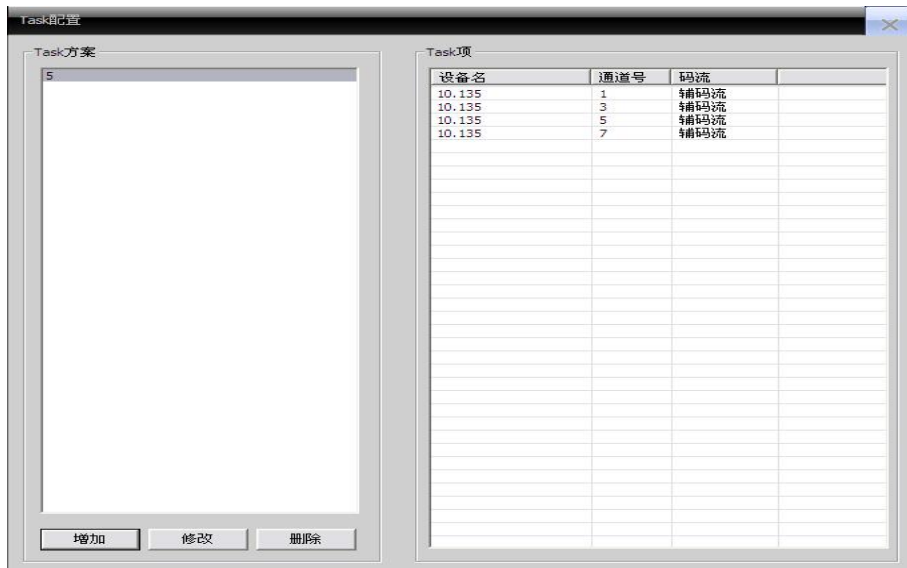 Task配置
Task方案
5
增加 修改 删除
Task项
设备名 通道号 码流
10.135 1 辅码流
10.135 3 辅码流
10.135 5 辅码流
10.135 7 辅码流